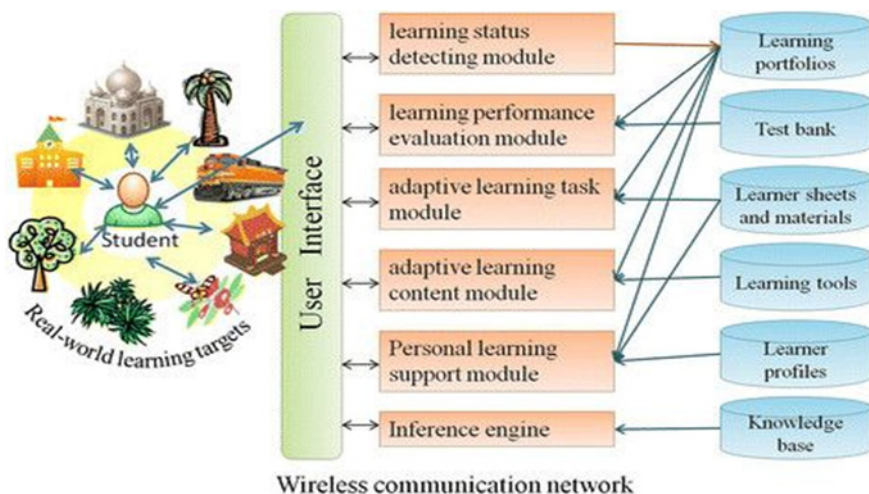 learning status
detecting module
learning performance
evaluation module
adaptive learning task
module
adaptive learning
content module
Personal learning
support module
Inference engine
Learning
portfolios
Test bank
Learner sheets
and materials
Learning tools
Learner
profiles
Knowledge
base
User Interface
Student
Real-world learning targets
Wireless communication network